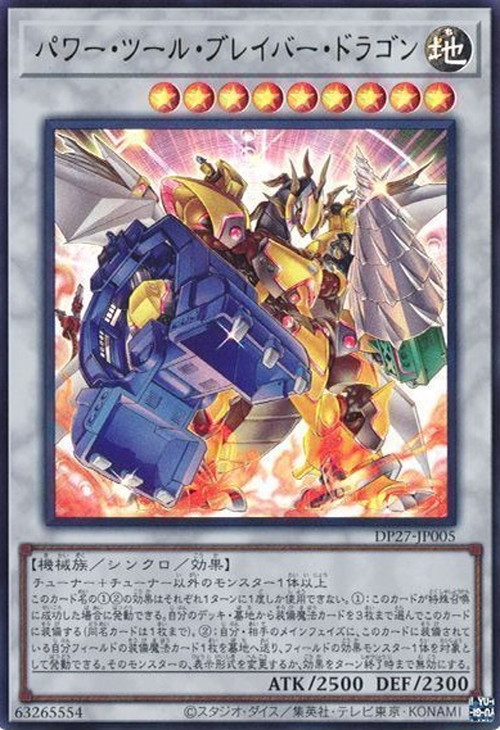 パワー・ツール・ブレイバー・ドラゴン
地
DP27-JP005
【機械族／シンクロ／効果】
チューナー＋チューナー以外のモンスター1体以上
このカード名の①②の効果はそれぞれ1ターンに1度しか使用できない。①：このカードが特殊召喚
に成功した場合に発動できる。自分のデッキ・墓地から装備魔法カードを3枚まで選んでこのカード
に装備する（同名カードは1枚まで）。②：自分・相手のメインフェイズに、このカードに装備されて
いる自分フィールドの装備魔法カード1枚を墓地へ送り、フィールドの効果モンスター1体を対象と
して発動できる。そのモンスターの、表示形式を変更するか、効果をターン終了時まで無効にする。
ATK/2500 DEF/2300
63265554
©スタジオ・ダイス／集英社・テレビ東京・KONAMI